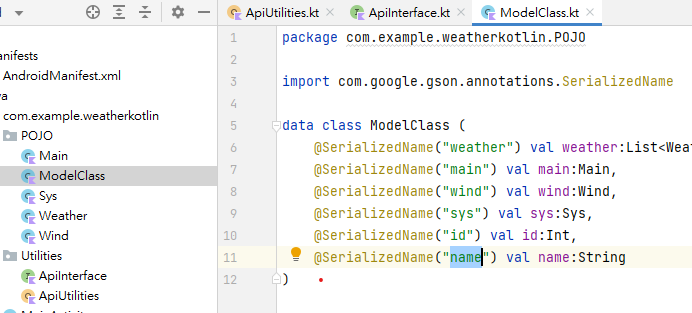 ApiUtilities.kt
ApiInterface.kt
ModelClass.kt
AndroidManifest.xml
com.example.weatherkotlin
POJO
Main
ModelClass
Sys
Weather
Wind
Utilities
ApiInterface
ApiUtilities
1 package com.example.weatherkotlin.POJO
2
3 import com.google.gson.annotations.SerializedName
4
5 data class ModelClass (
6 @SerializedName("weather") val weather:List<Wea
7 @SerializedName("main") val main:Main,
8 @SerializedName("wind") val wind:Wind,
9 @SerializedName("sys") val sys:Sys,
10 @SerializedName("id") val id:Int,
11 @SerializedName("name") val name:String
12 )